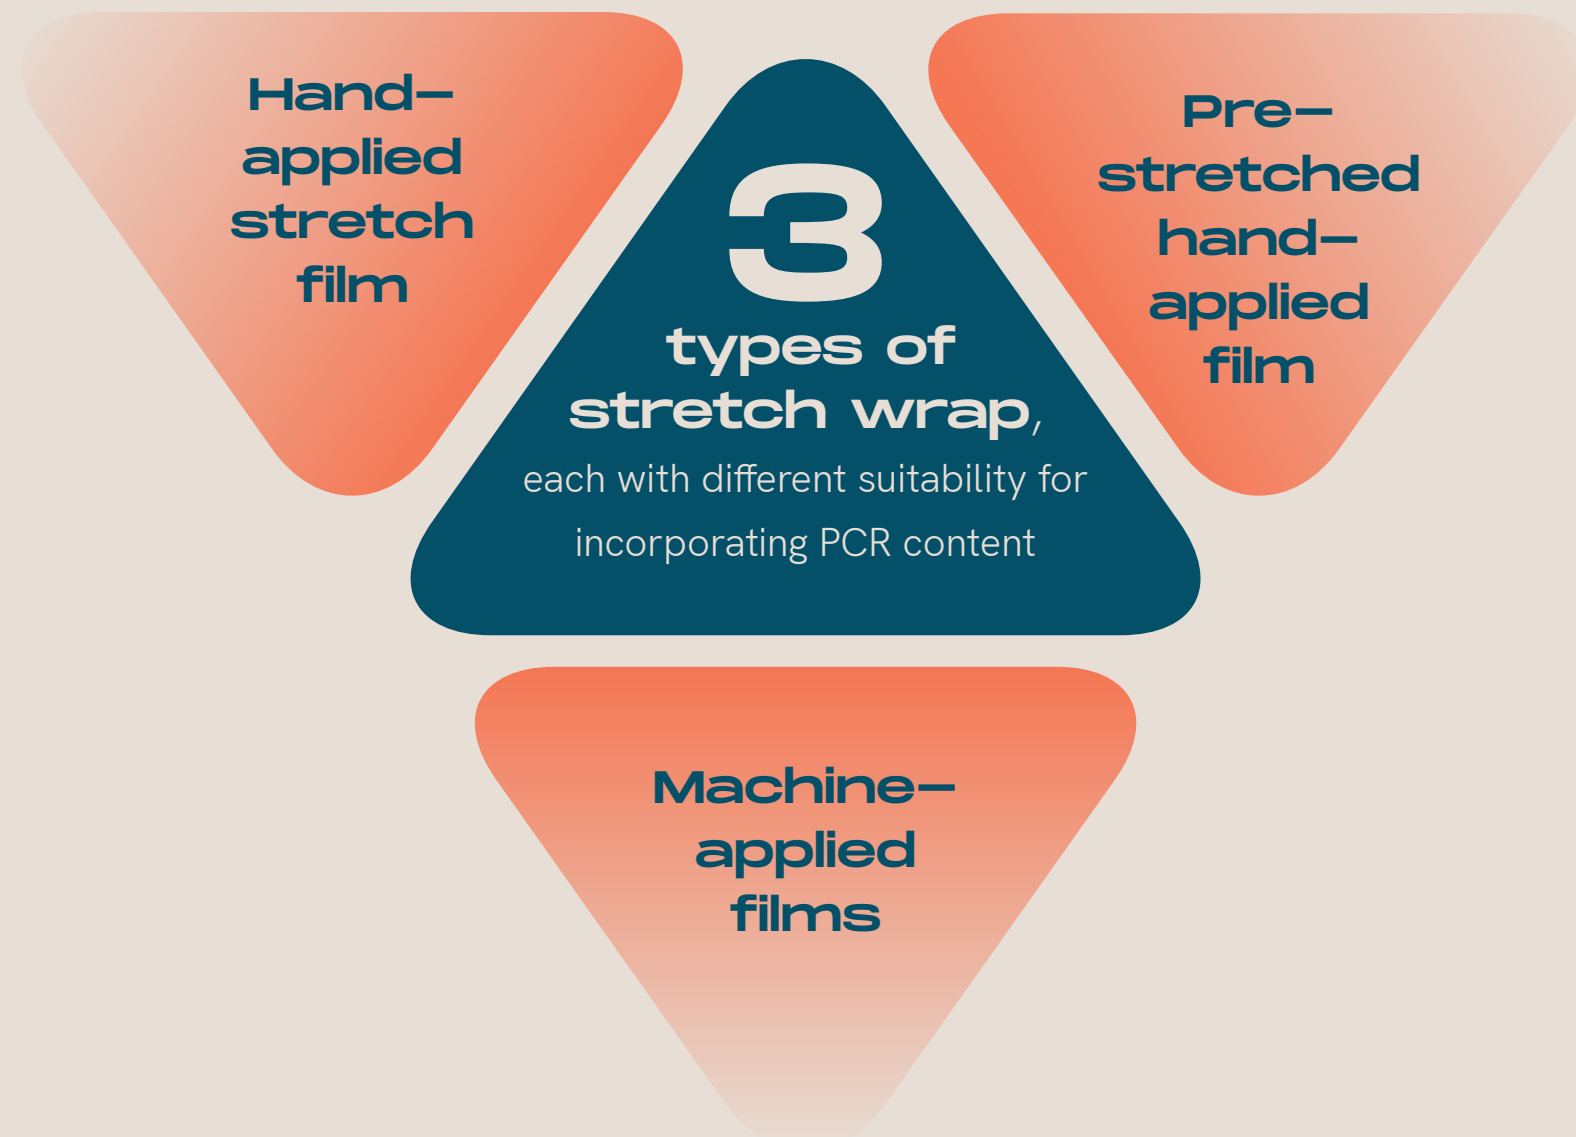 Hand-
applied
stretch
film
3
types of
stretch wrap,
each with different suitability for
incorporating PCR content
Pre-
stretched
hand-
applied
film
Machine-
applied
films